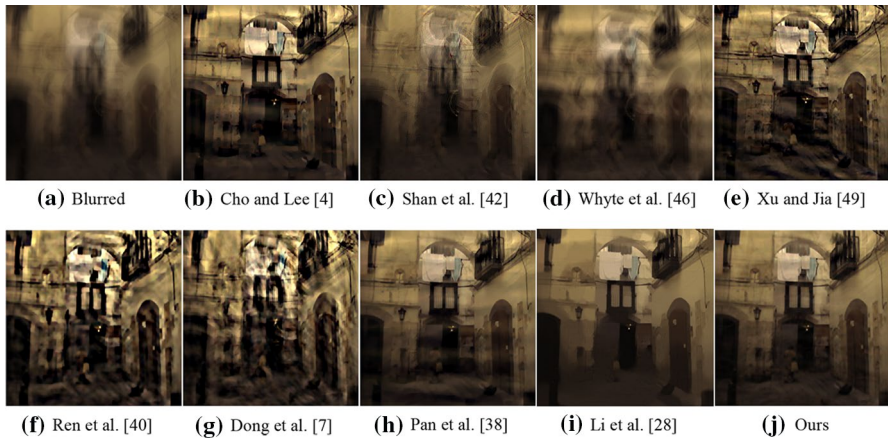 (a) Blurred (b) Cho and Lee [4] (c) Shan et al. [42] (d) Whyte et al. [46] (e) Xu and Jia [49]
(f) Ren et al. [40] (g) Dong et al. [7] (h) Pan et al. [38] (i) Li et al. [28] (j) Ours